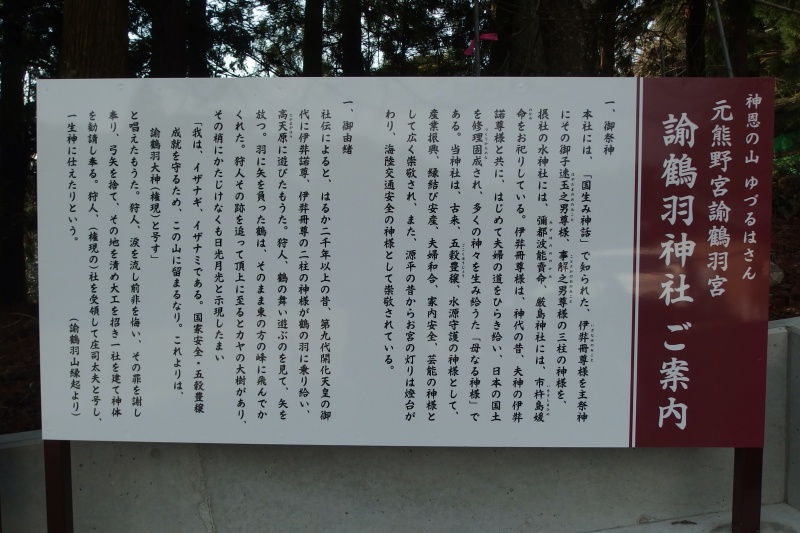 神恩の山 ゆづるはさん
元熊野宮諭鶴羽宮
諭鶴羽神社 ご案内
一、御祭神
本社には、「国生み神話」で知られた、伊弉冊尊様を主祭神
にその御子速玉之男尊様、事解之男尊様の三柱の神様を、
摂社の水神社には、彌都波能賣命、厳島神社には、市杵島媛
命をお祀りしている。伊弉冊尊様は、神代の昔、夫神の伊弉
諾尊様と共に、はじめて夫婦の道をひらき給い、日本の国土
を修理固成され、多くの神々を生み給うた「母なる神様」で
ある。当神社は、古来、五穀豊穣、水源守護の神様として、
産業振興、縁結び安産、夫婦和合、家内安全、芸能の神様と
して広く崇敬され、また、源平の昔からお宮の灯りは燈台が
わり、海陸交通安全の神様として崇敬されている。
一、御由緒
社伝によると、はるか二千年以上の昔、第九代開化天皇の御
代に伊弉諾尊、伊弉冊尊の二柱の神様が鶴の羽に乗り給い、
高天原に遊びたもうた。狩人、鶴の舞い遊ぶのを見て、矢を
放つ。羽に矢を負った鶴は、そのまま東の方の峰に飛んでか
くれた。狩人その跡を追って頂上に至るとカヤの大樹があり、
その梢にかたじけなくも日光月光と示現したまい
「我は、イザナギ、イザナミである。国家安全・五穀豊穣
成就を守るため、この山に留まるなり。これよりは、
諭鶴羽大神(権現)と号す」
と唱えたもうた。狩人、涙を流し前非を悔い、その罪を謝し
奉り、弓矢を捨て、その地を清め大工を招き一社を建て神体
を勧請し奉る。狩人、(権現の)社を受領して庄司太夫と号し、
一生神に仕えたりという。
(諭鶴羽山縁起より)